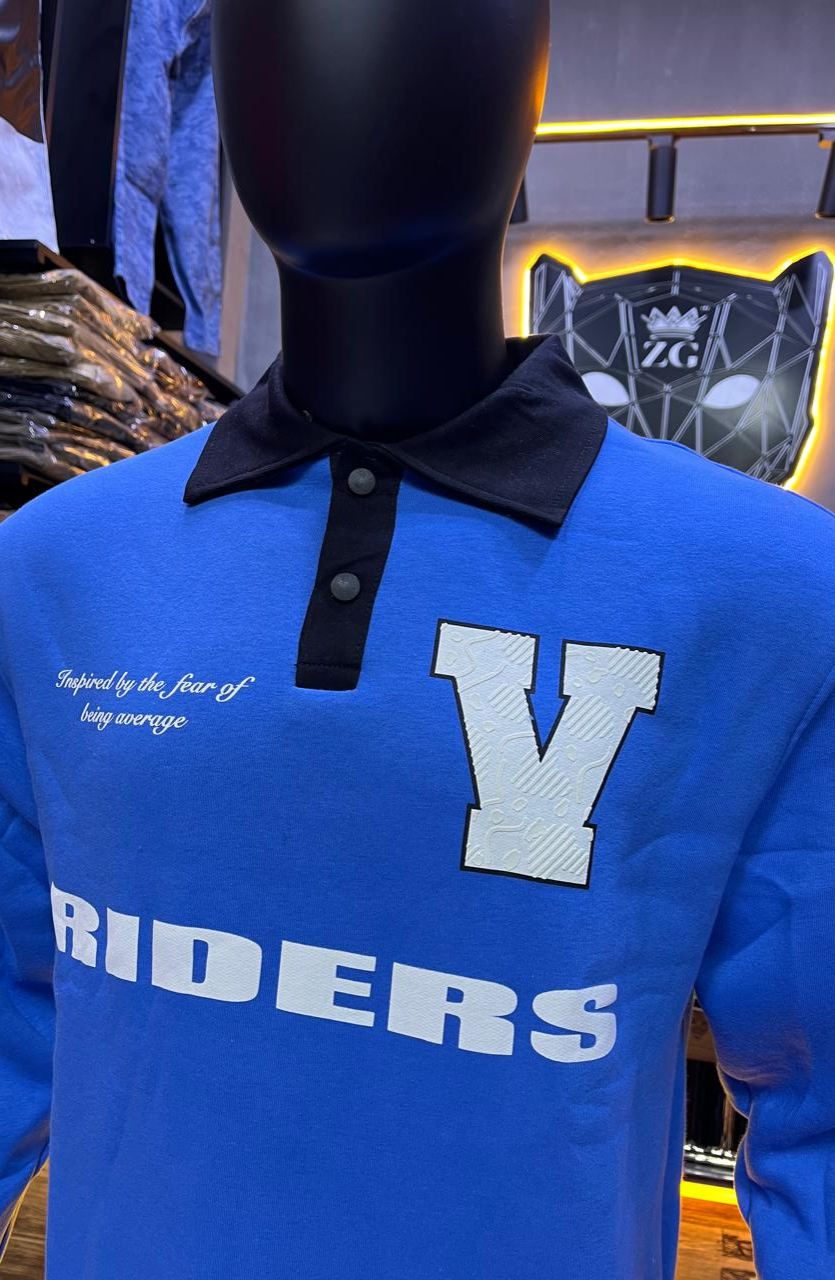 ZG
Inspired by the fear of
being average
V
RIDERS